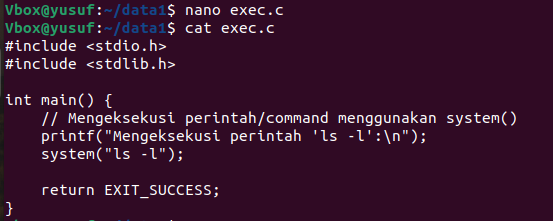 Vbox@yusuf:~/data1$ nano exec.c
Vbox@yusuf:~/data1$ cat exec.c
#include <stdio.h>
#include <stdlib.h>

int main() {
    // Mengeksekusi perintah/command menggunakan system()
    printf("Mengeksekusi perintah 'ls -l':\n");
    system("ls -l");

    return EXIT_SUCCESS;
}